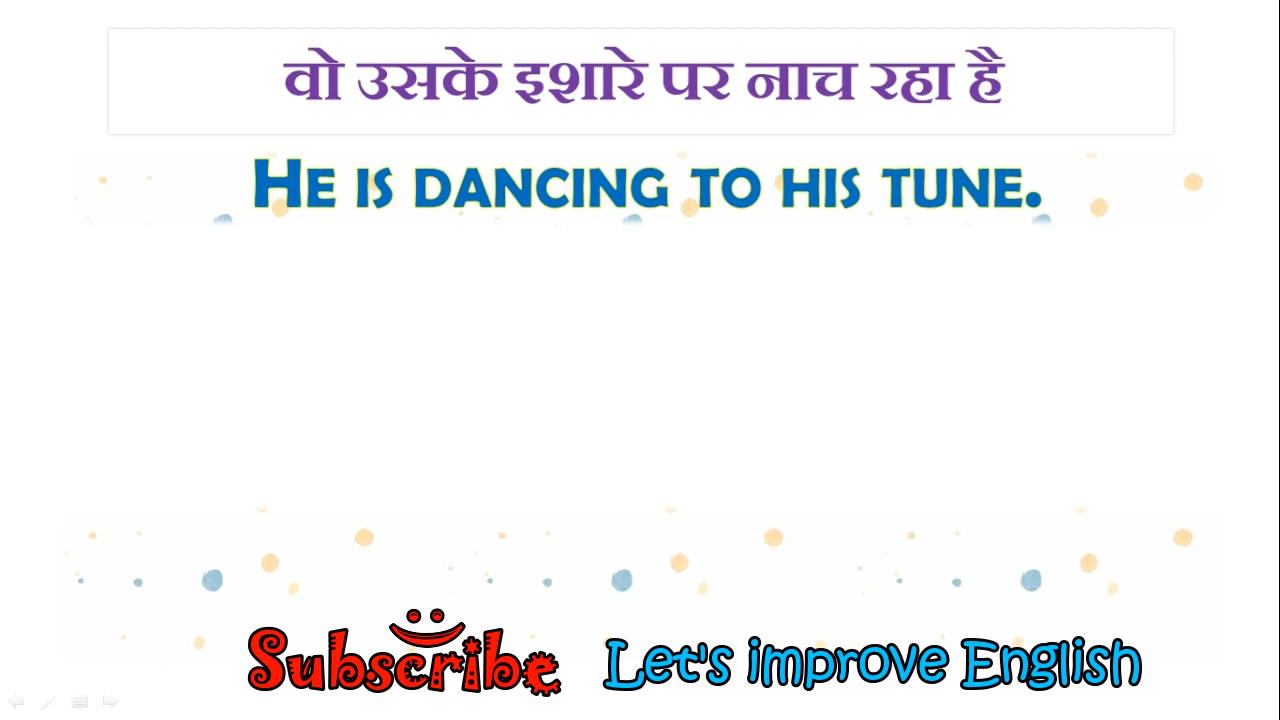 वो उसके इशारे पर नाच रहा है
He is dancing to his tune.
Subscribe Let's improve English